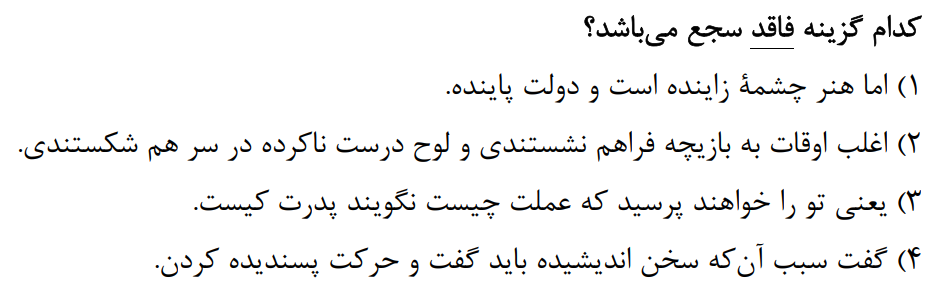 کدام گزینه فاقد سجع می‌باشد؟
۱) اما هنر چشمهٔ زاینده است و دولت پاینده.
۲) اغلب اوقات به بازیچه فراهم نشستندی و لوح درست ناکرده در سر هم شکستندی.
۳) یعنی تو را خواهند پرسید که عملت چیست نگویند پدرت کیست.
۴) گفت سبب آن‌که سخن اندیشیده باید گفت و حرکت پسندیده کردن.